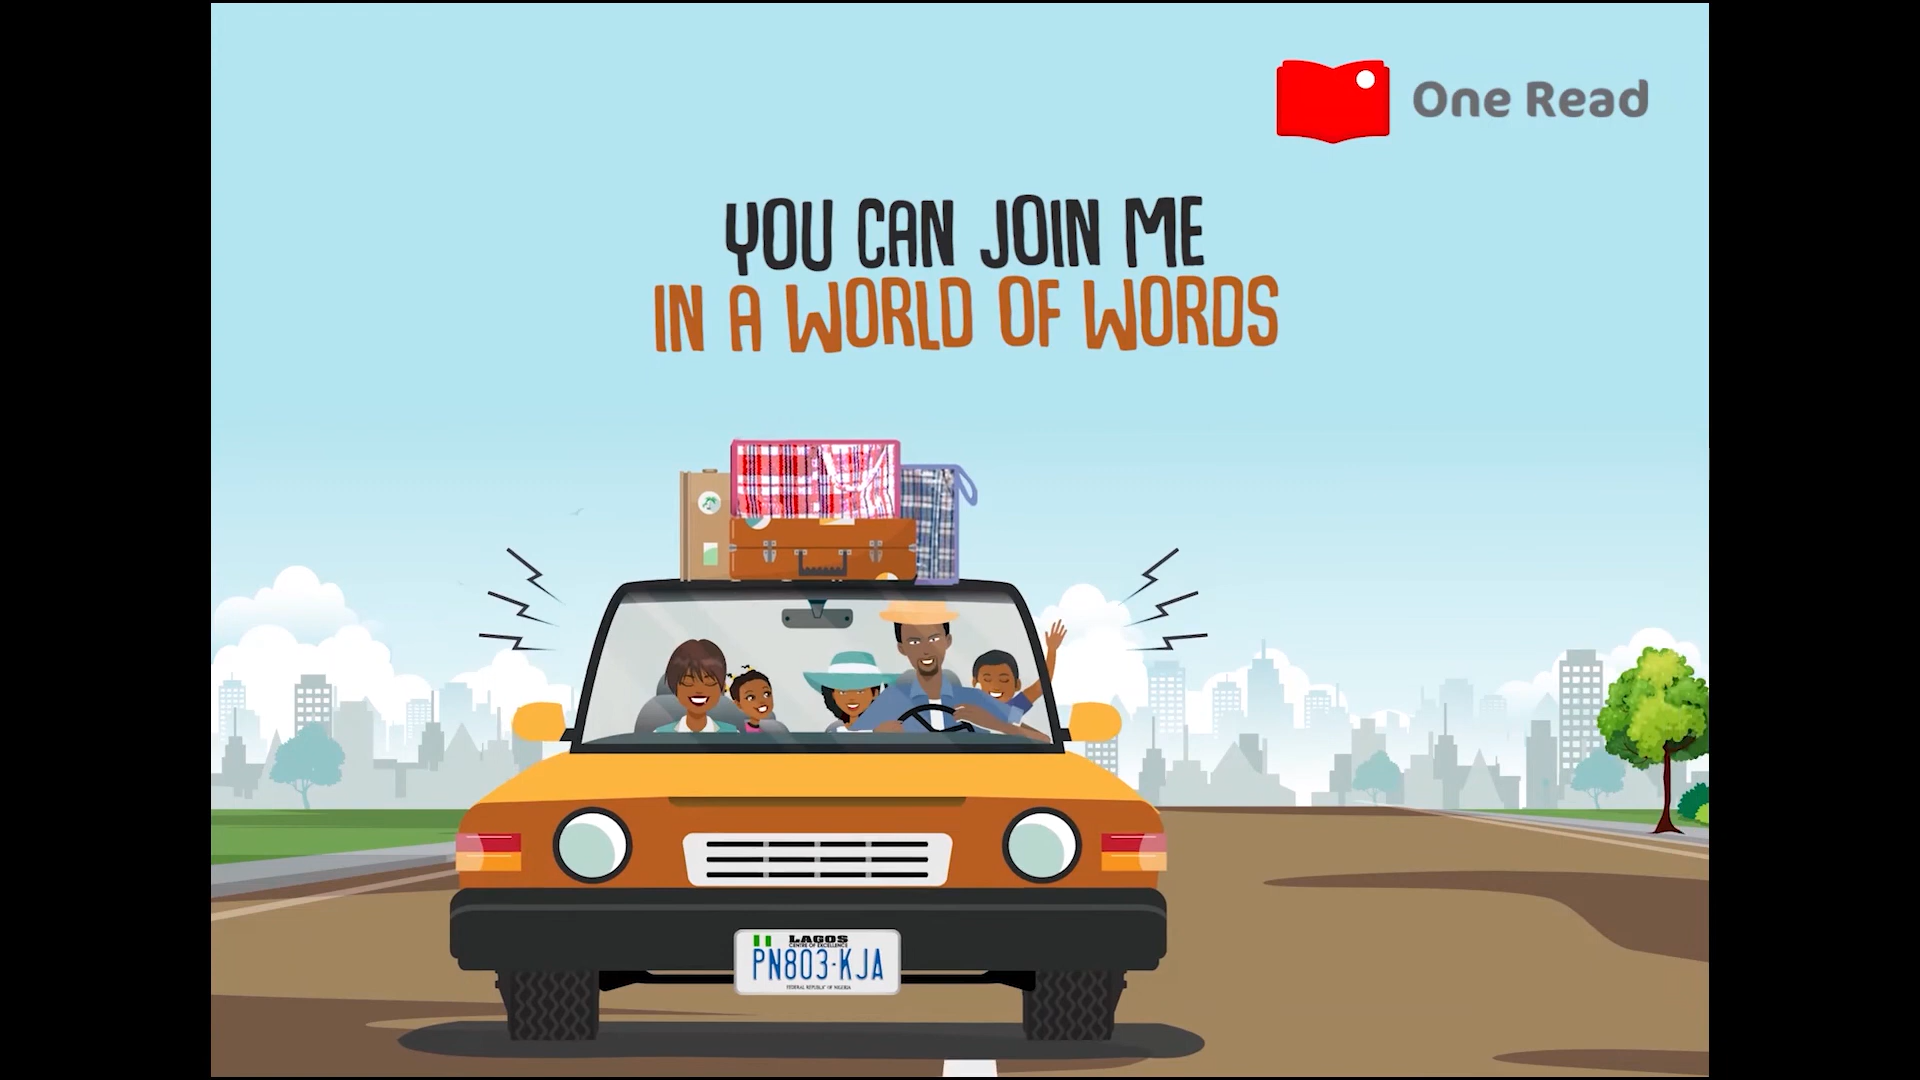 One Read
YOU CAN JOIN ME
IN A WORLD OF WORDS
LAGOS
CENTRE OF EXCELLENCE
PN803-KJA
FEDERAL REPUBLIC OF NIGERIA